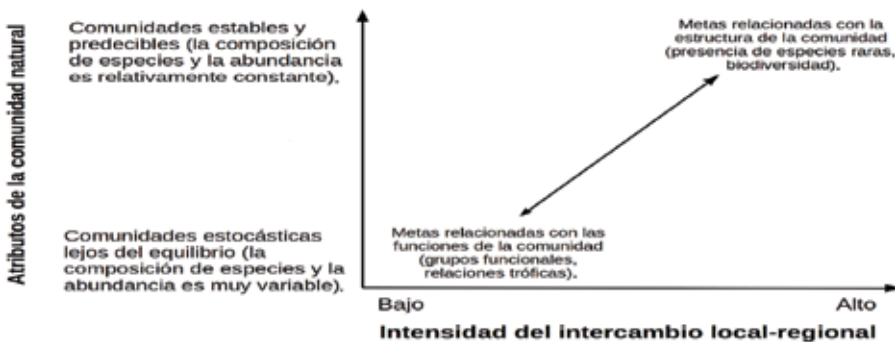 Atributos de la comunidad natural
Comunidades estables y
predecibles (la composición
de especies y la abundancia
es relativamente constante).
Metas relacionadas con la
estructura de la comunidad
(presencia de especies raras,
biodiversidad).
Comunidades estocásticas
lejos del equilibrio (la
composición de especies y la
abundancia es muy variable).
Metas relacionadas con las
funciones de la comunidad
(grupos funcionales,
relaciones tróficas).
Bajo
Alto
Intensidad del intercambio local-regional